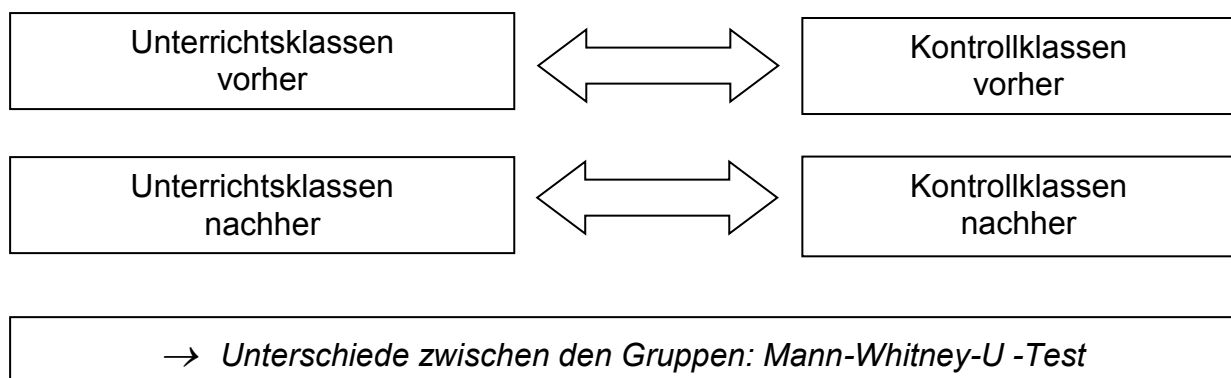 Unterrichtsklassen
vorher
Kontrollklassen
vorher
Unterrichtsklassen
nachher
Kontrollklassen
nachher
→ Unterschiede zwischen den Gruppen: Mann-Whitney-U -Test